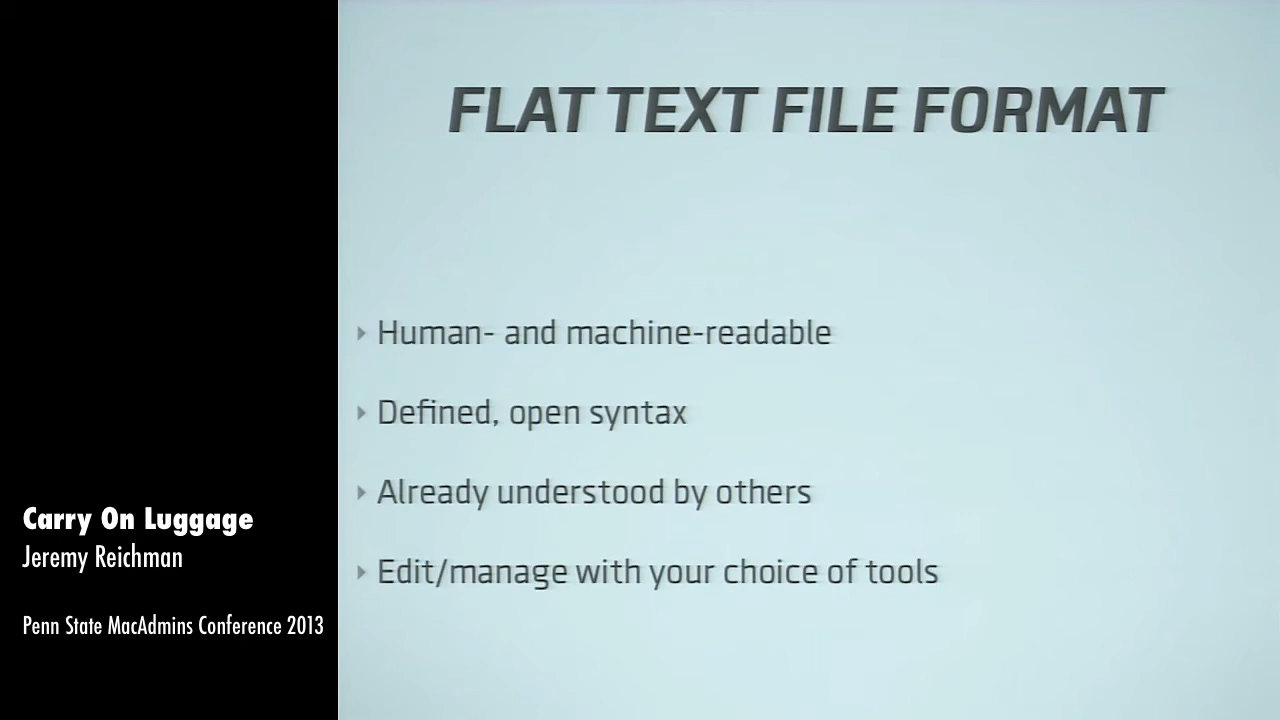 FLAT TEXT FILE FORMAT
Human- and machine-readable
Defined, open syntax
Already understood by others
Edit/manage with your choice of tools
Carry On Luggage
Jeremy Reichman
Penn State MacAdmins Conference 2013